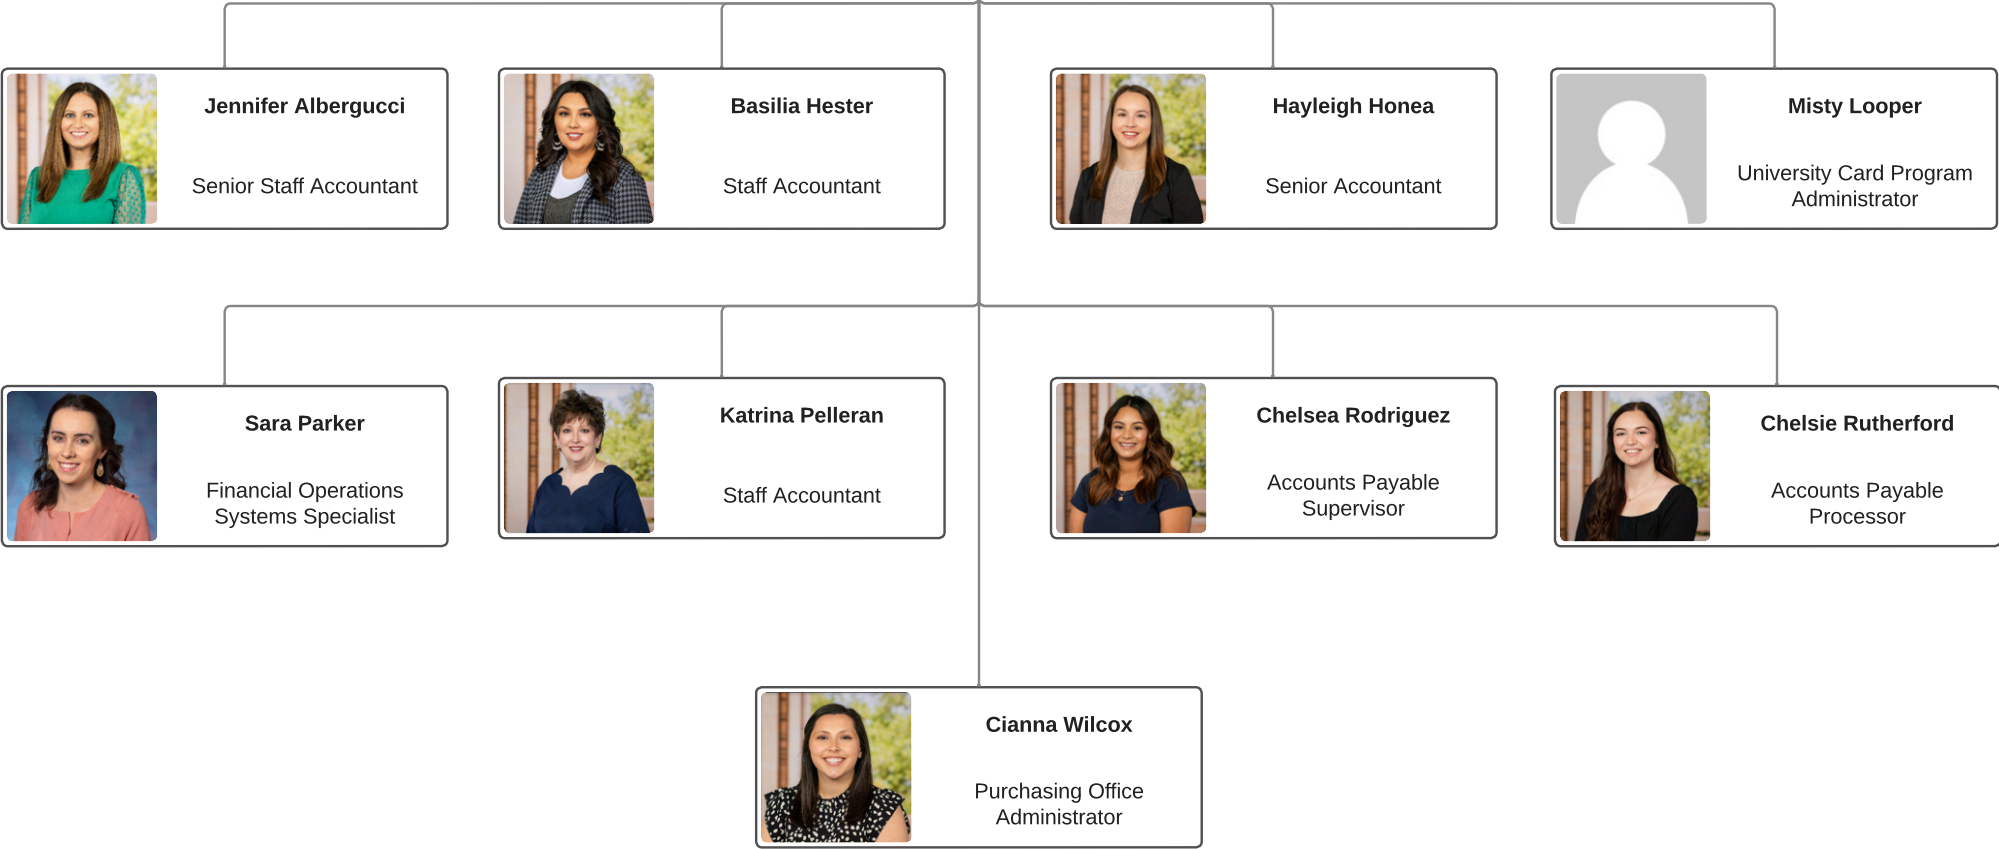 Jennifer Albergucci
Senior Staff Accountant
Basilia Hester
Staff Accountant
Hayleigh Honea
Senior Accountant
Misty Looper
University Card Program
Administrator
Sara Parker
Financial Operations
Systems Specialist
Katrina Pelleran
Staff Accountant
Chelsea Rodriguez
Accounts Payable
Supervisor
Chelsie Rutherford
Accounts Payable
Processor
Cianna Wilcox
Purchasing Office
Administrator